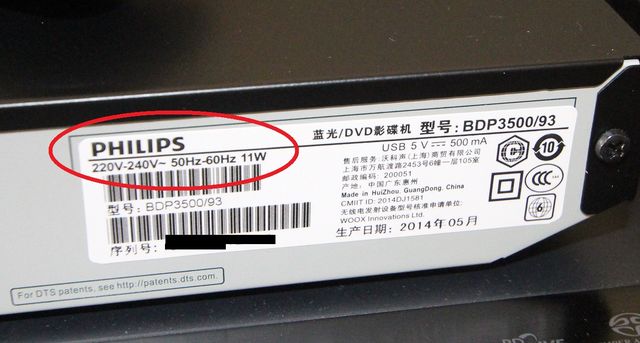 PHILIPS
220V-240V~ 50Hz-60Hz 11W
型号: BDP3500/93
序列号:
蓝光/DVD影碟机 型号: BDP3500/93
USB 5 V⎓ 500 mA
售后服务: 沃科声(上海)商贸有限公司
上海市万航渡路2453号6幢一层105室
邮政编码: 200051
产地: 中国广东惠州
Made in HuiZhou. GuangDong, China.
CMIIT ID: 2014DJ1581
无线电发射设备型号核准申请单位:
WOOX Innovations Ltd.
生产日期: 2014年05月
10
CCC
6
For DTS patents, see http://patents.dts.com.